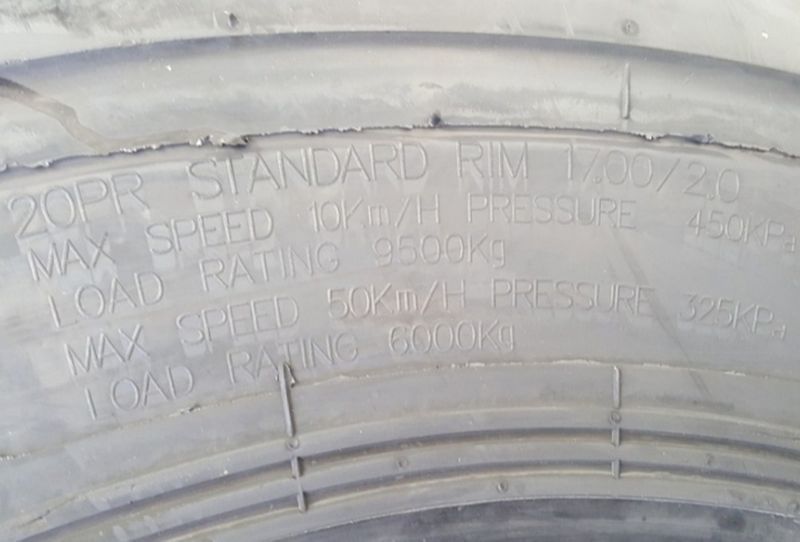 20PR STANDARD RIM 17.00/2.0
MAX SPEED 10Km/H PRESSURE 450KPa
LOAD RATING 9500Kg
MAX SPEED 50Km/H PRESSURE 325KPa
LOAD RATING 6000Kg